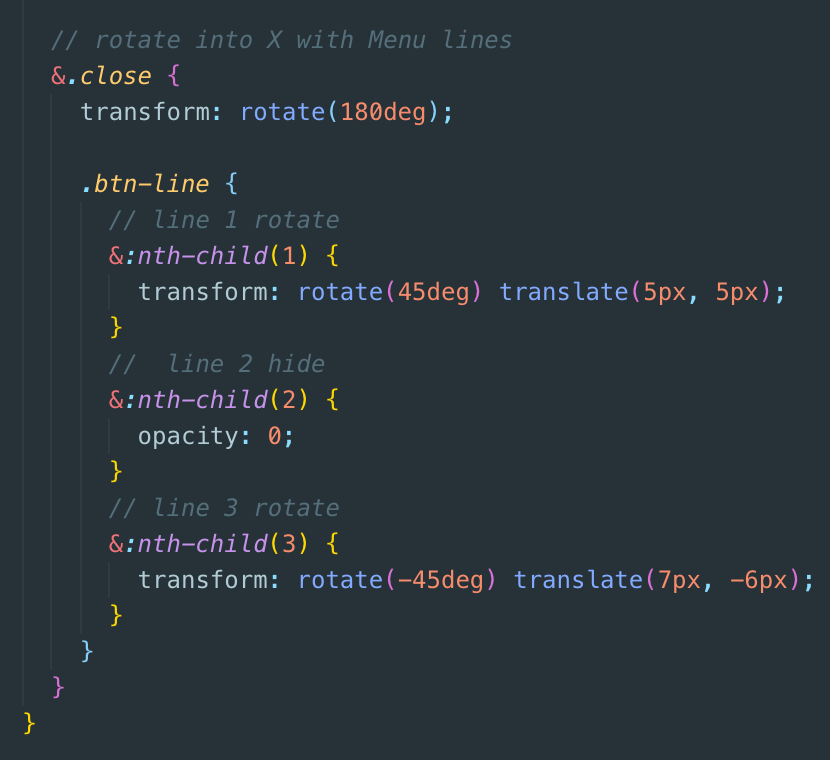 // rotate into X with Menu lines
&.close {
transform: rotate(180deg);
.btn-line {
// line 1 rotate
&:nth-child(1) {
transform: rotate(45deg) translate(5px, 5px);
}
//  line 2 hide
&:nth-child(2) {
opacity: 0;
}
// line 3 rotate
&:nth-child(3) {
transform: rotate(-45deg) translate(7px, -6px);
}
}
}
}